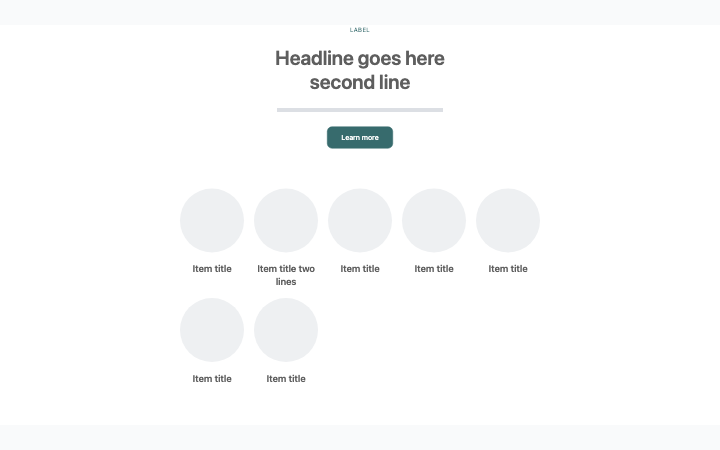 LABEL
Headline goes here
second line
Learn more
Item title
Item title two
lines
Item title
Item title
Item title
Item title
Item title